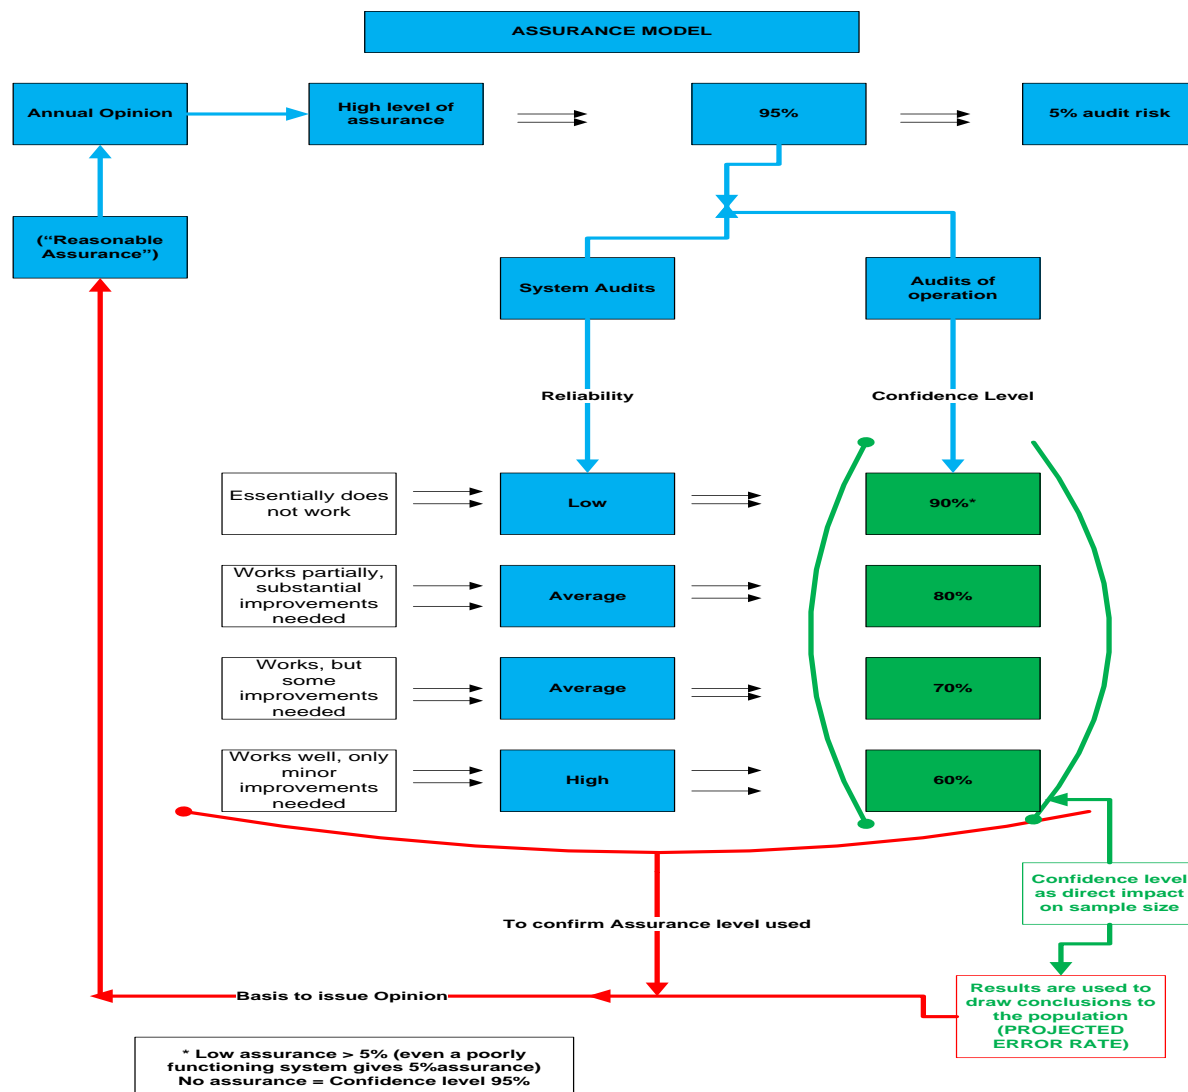 ASSURANCE MODEL
Annual Opinion
High level of
assurance
95%
5% audit risk
(“Reasonable
Assurance”)
System Audits
Audits of
operation
Reliability
Confidence Level
Essentially does
not work
Low
90%*
Works partially,
substantial
improvements
needed
Average
80%
Works, but
some
improvements
needed
Average
70%
Works well, only
minor
improvements
needed
High
60%
Confidence level
as direct impact
on sample size
To confirm Assurance level used
Basis to issue Opinion
Results are used to
draw conclusions to
the population
(PROJECTED
ERROR RATE)
* Low assurance > 5% (even a poorly
functioning system gives 5%assurance)
No assurance = Confidence level 95%